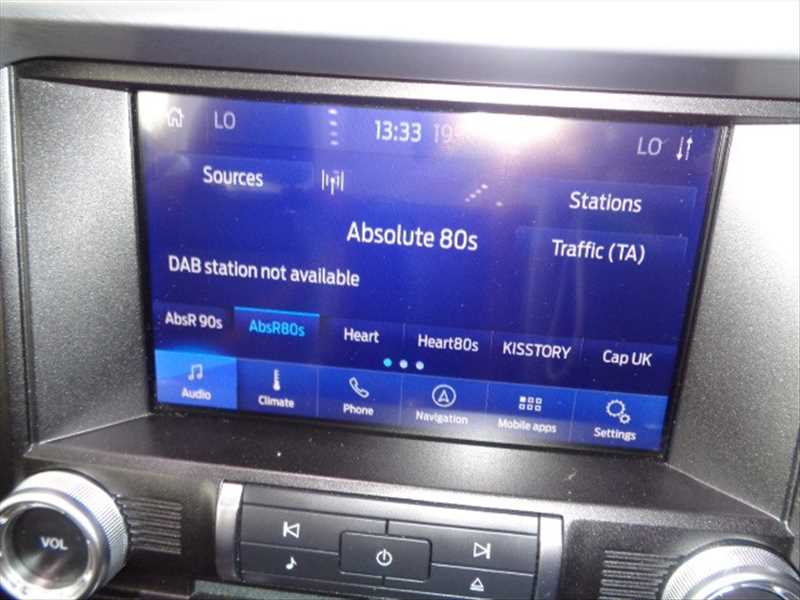 LO 13:33 LO
Sources
Stations
Absolute 80s
Traffic (TA)
DAB station not available
AbsR 90s AbsR80s Heart Heart80s KISSTORY Cap UK
Audio Climate Phone Navigation Mobile apps Settings
VOL